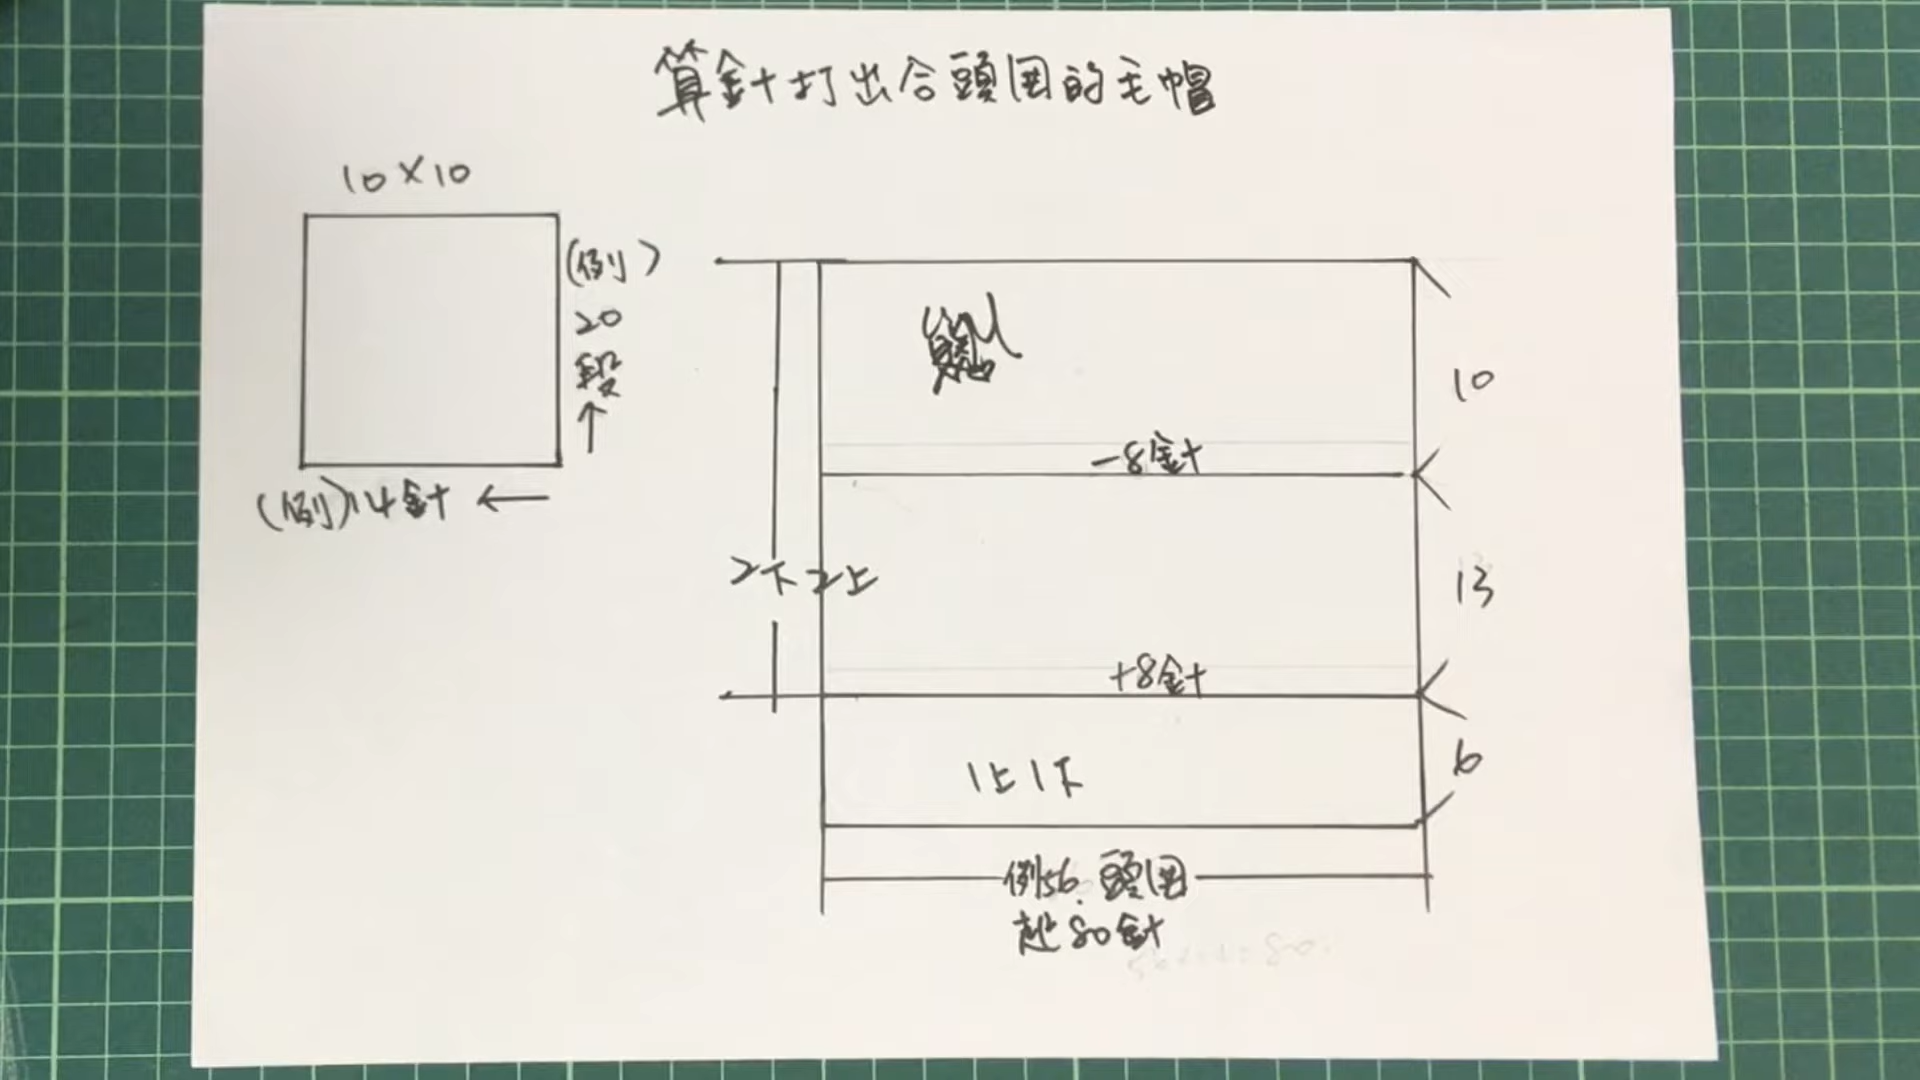 算針打出合頭围的毛帽
10×10
(例)
20
段
↑
(例)14針 ←
10
-8針
2下2上
13
+8針
1上1下
6
例56.頭围
起80針